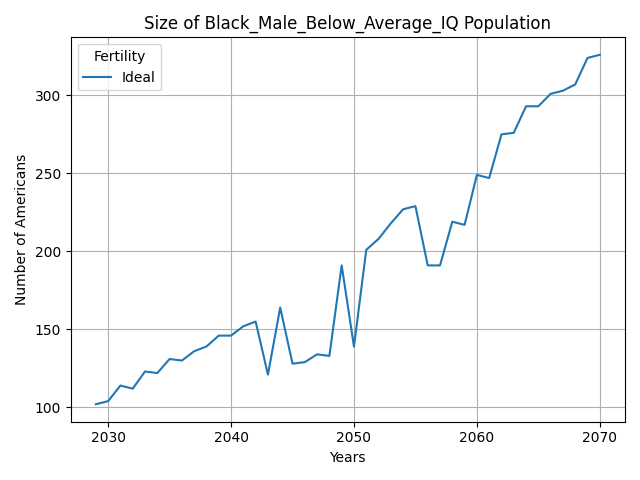 Size of Black_Male_Below_Average_IQ Population
Fertility
Ideal
Number of Americans
300
250
200
150
100
2030 2040 2050 2060 2070
Years